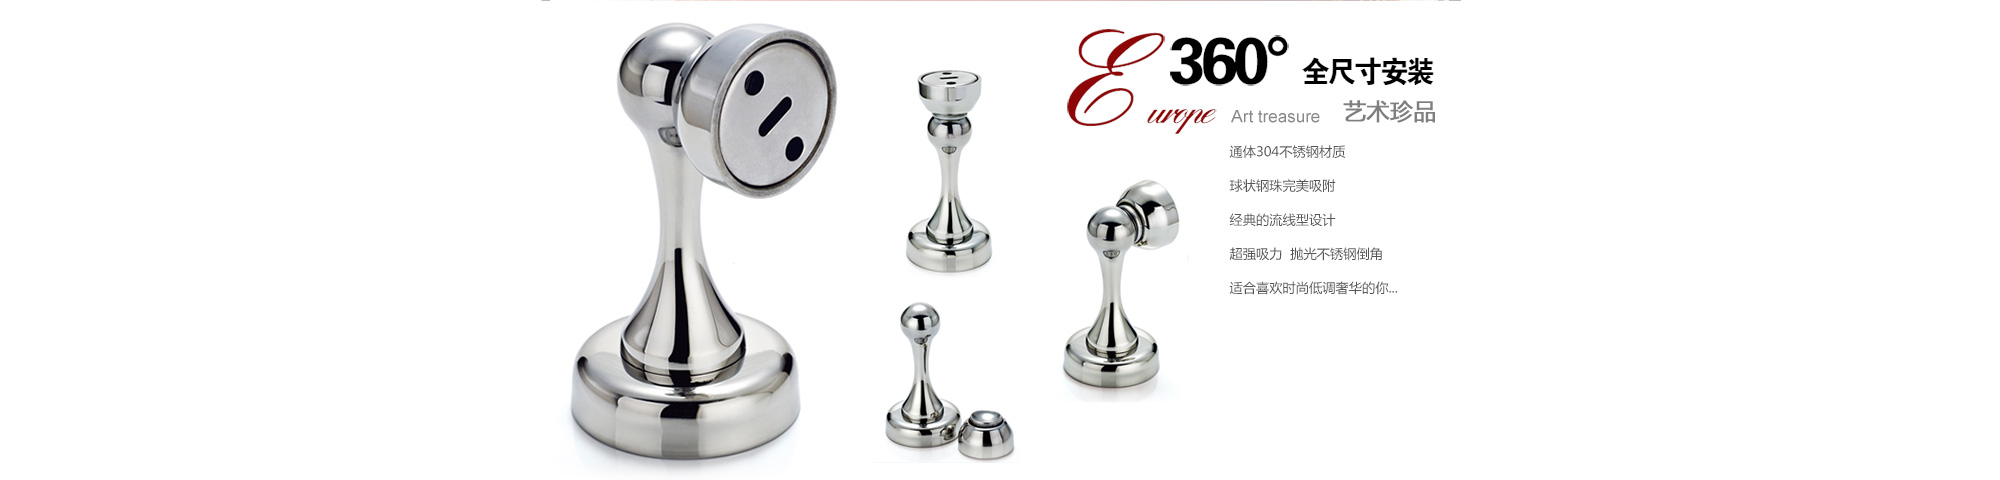 360° 全尺寸安装
Europe Art treasure 艺术珍品
通体304不锈钢材质
球状钢珠完美吸附
经典的流线型设计
超强吸力 抛光不锈钢倒角
适合喜欢时尚低调奢华的你...